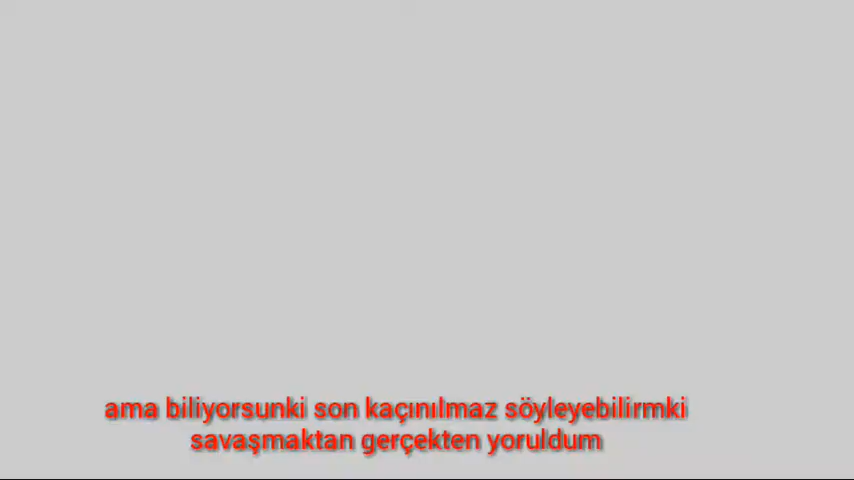 ama biliyorsunki son kaçınılmaz söyleyebilirmki
savaşmaktan gerçekten yoruldum